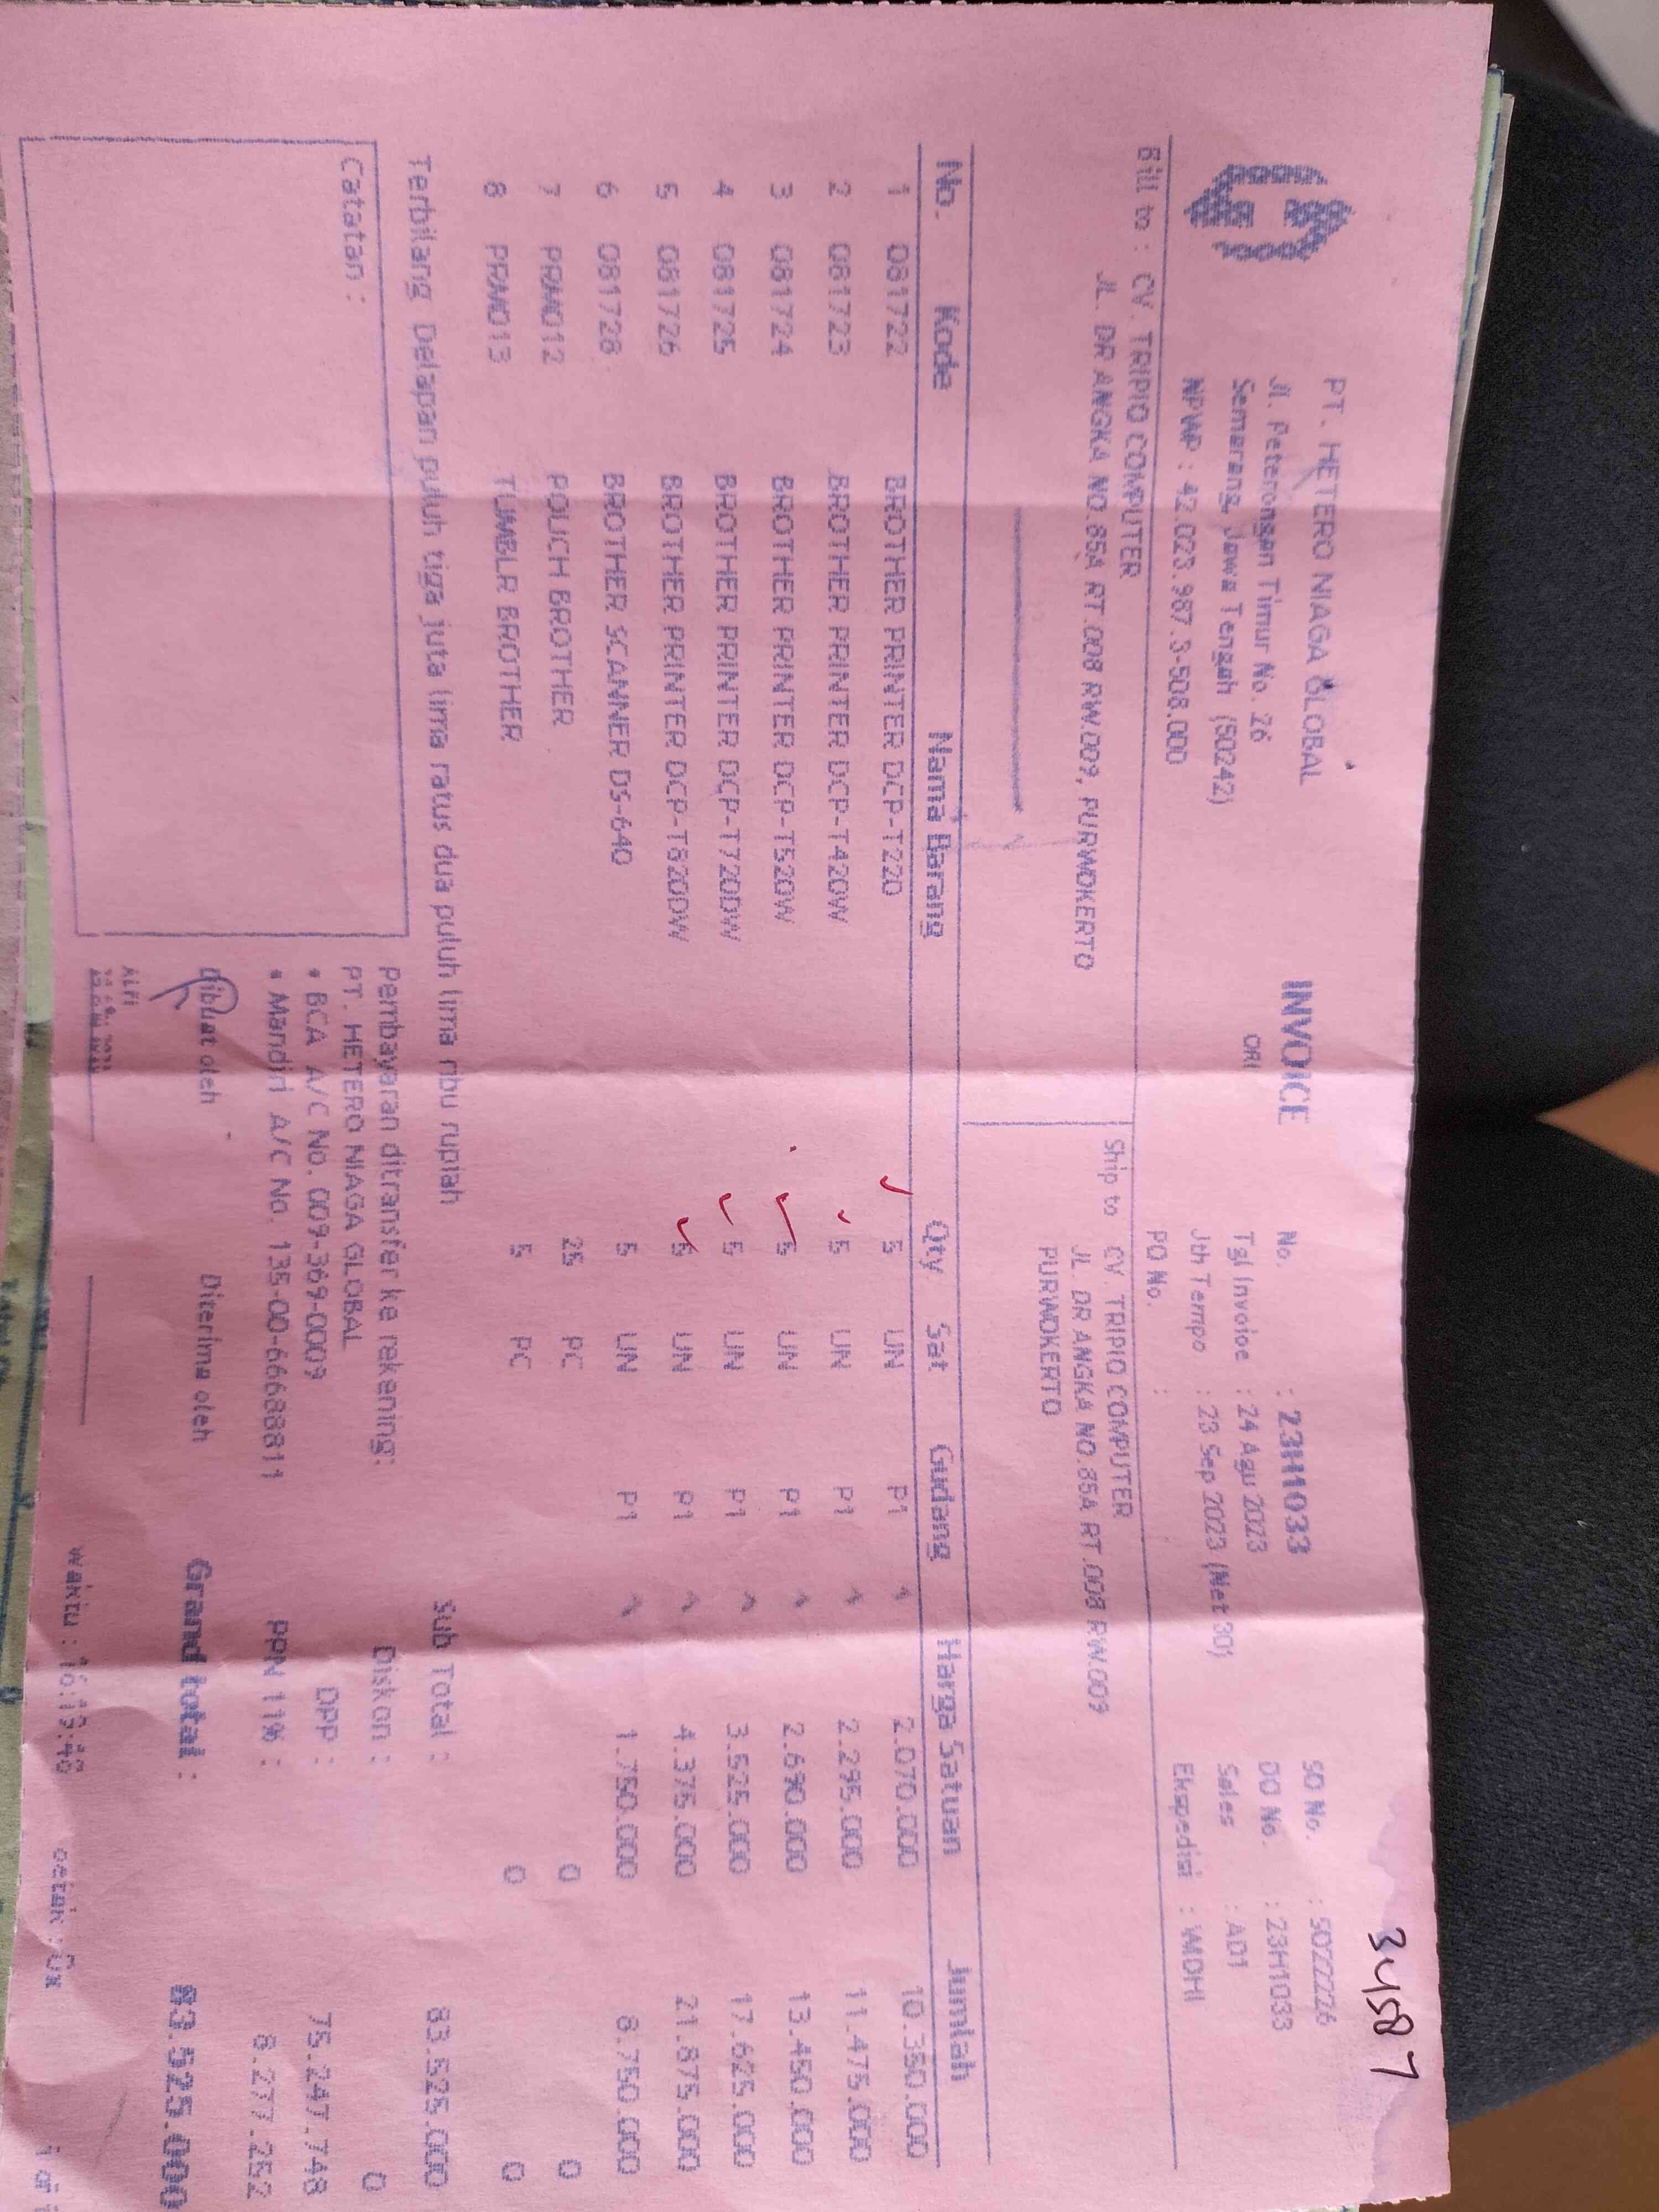 34587
PT. HETERO NIAGA GLOBAL
Jl. Peterongan Timur No. 26
Semarang, Jawa Tengah (50242)
NPWP : 42.023.987.3-508.000
INVOICE
ORI
No. : 23H1033
Tgl Invoice : 24 Agu 2023
Jth Tempo : 23 Sep 2023 (Net 30)
PO No. :
SO No. : SO22226
DO No. : 23H1033
Sales : AD1
Ekspedisi : WIDHI
Bill to : CV. TRIPIO COMPUTER
JL. DR ANGKA NO.85A RT.008 RW.009, PURWOKERTO
Ship to CV. TRIPIO COMPUTER
JL. DR ANGKA NO.85A RT.008 RW.009
PURWOKERTO
No. Kode Nama Barang Qty Sat Gudang Harga Satuan Jumlah
1 081722 BROTHER PRINTER DCP-T220 5 UN P1 2.070.000 10.350.000
2 081723 BROTHER PRINTER DCP-T420W 5 UN P1 2.295.000 11.475.000
3 081724 BROTHER PRINTER DCP-T520W 5 UN P1 2.690.000 13.450.000
4 081725 BROTHER PRINTER DCP-T720DW 5 UN P1 3.525.000 17.625.000
5 081726 BROTHER PRINTER DCP-T820DW 5 UN P1 4.375.000 21.875.000
6 081728 BROTHER SCANNER DS-640 5 UN P1 1.750.000 8.750.000
7 PRM012 POUCH BROTHER 25 PC 0 0
8 PRM013 TUMBLR BROTHER 5 PC 0 0
Terbilang Delapan puluh tiga juta lima ratus dua puluh lima ribu rupiah
Catatan :
Pembayaran ditransfer ke rekening:
PT. HETERO NIAGA GLOBAL
• BCA A/C No. 009-369-0009
• Mandiri A/C No. 135-00-6668881-1
Dibuat oleh
Diterima oleh
ALFI
Sub Total : 83.525.000
Diskon : 0
DPP : 75.247.748
PPN 11% : 8.277.252
Grand total : 83.525.000
Waktu : 16:19:40